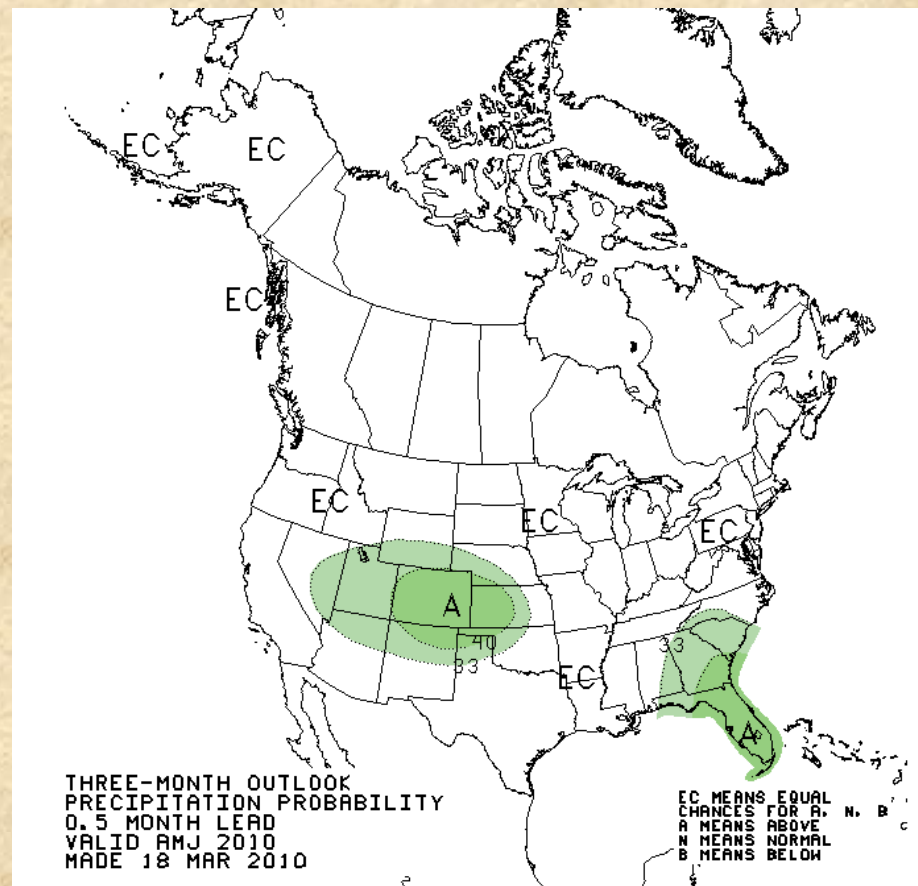 EC
EC
EC
EC
EC
EC
A
40
33
33
EC
A
THREE-MONTH OUTLOOK
PRECIPITATION PROBABILITY
0.5 MONTH LEAD
VALID AMJ 2010
MADE 18 MAR 2010
EC MEANS EQUAL
CHANCES FOR A, N, B
A MEANS ABOVE
N MEANS NORMAL
B MEANS BELOW